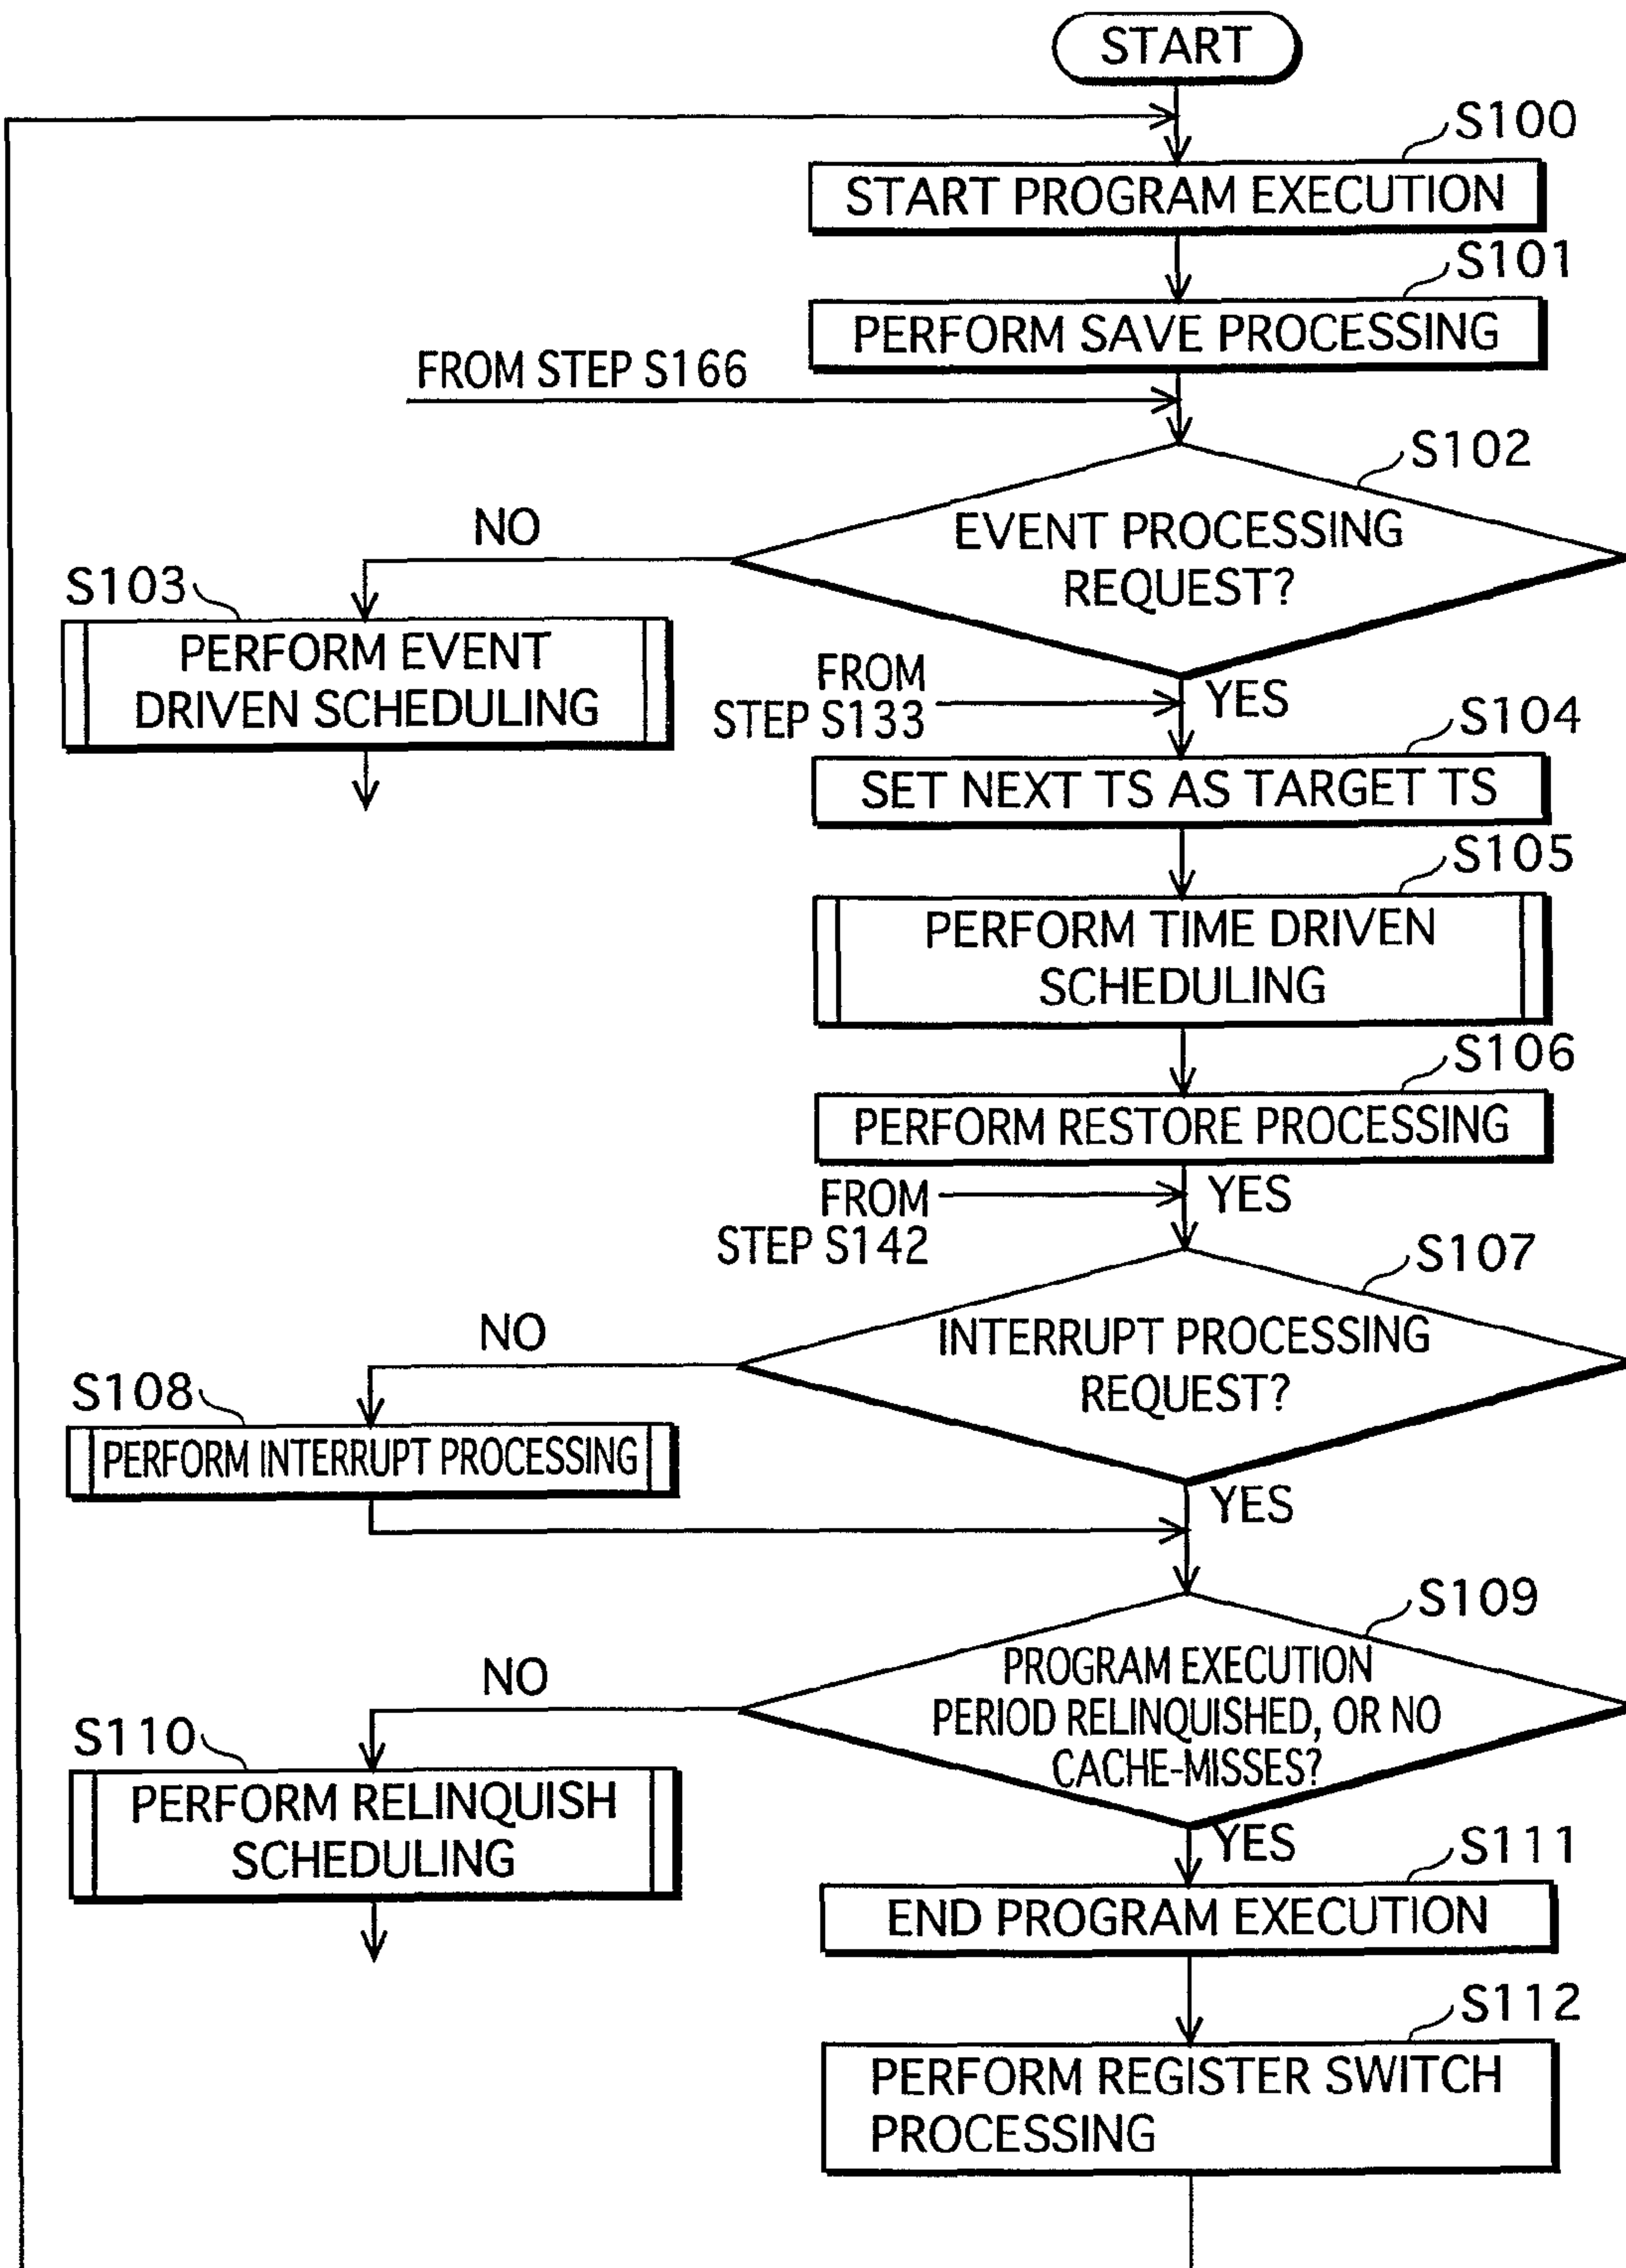 START
S100
START PROGRAM EXECUTION
S101
PERFORM SAVE PROCESSING
FROM STEP S166
S102
EVENT PROCESSING
REQUEST?
NO
S103
PERFORM EVENT
DRIVEN SCHEDULING
FROM
STEP S133
YES
S104
SET NEXT TS AS TARGET TS
S105
PERFORM TIME DRIVEN
SCHEDULING
S106
PERFORM RESTORE PROCESSING
FROM
STEP S142
YES
S107
INTERRUPT PROCESSING
REQUEST?
NO
S108
PERFORM INTERRUPT PROCESSING
YES
S109
PROGRAM EXECUTION
PERIOD RELINQUISHED, OR NO
CACHE-MISSES?
NO
S110
PERFORM RELINQUISH
SCHEDULING
YES
S111
END PROGRAM EXECUTION
S112
PERFORM REGISTER SWITCH
PROCESSING